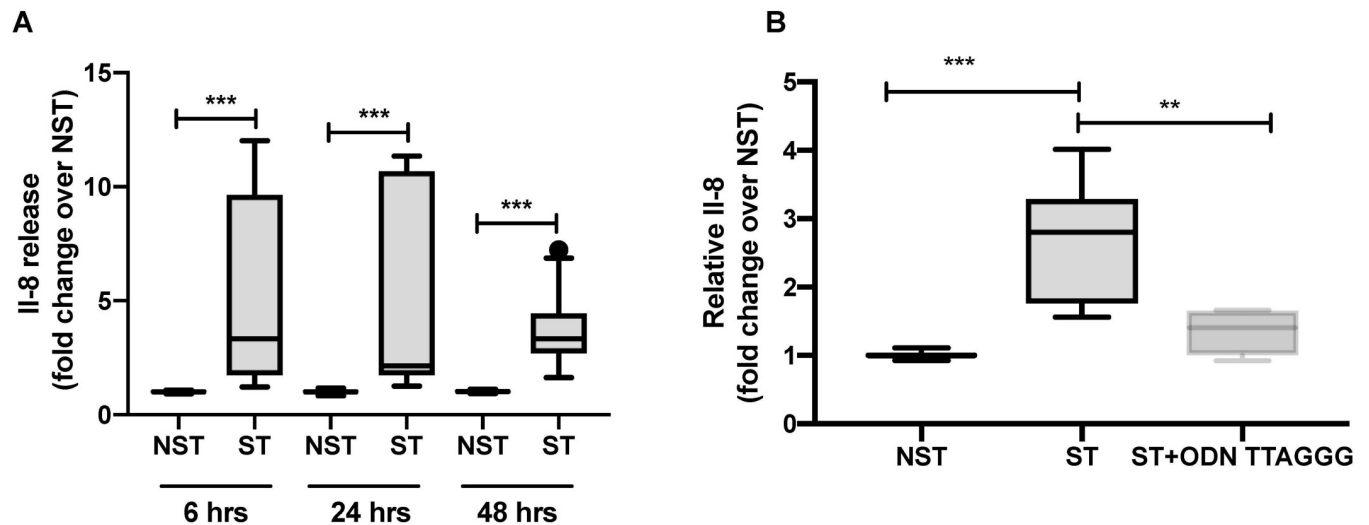 A
Il-8 release
(fold change over NST)
15
10
5
0
***
***
***
NST ST NST ST NST ST
6 hrs 24 hrs 48 hrs
B
Relative Il-8
(fold change over NST)
5
4
3
2
1
0
***
**
NST ST ST+ODN TTAGGG